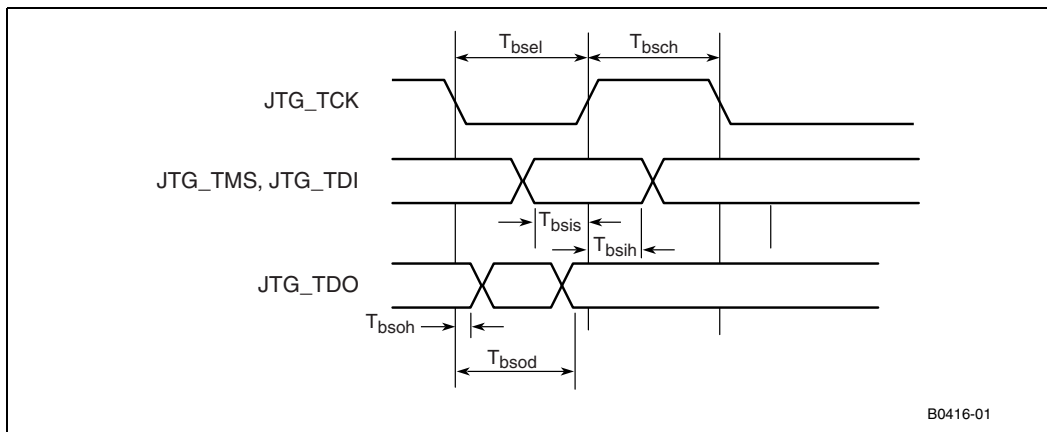 T_bsel
T_bsch
JTG_TCK
JTG_TMS, JTG_TDI
T_bsis
T_bsih
JTG_TDO
T_bsoh
T_bsod
B0416-01